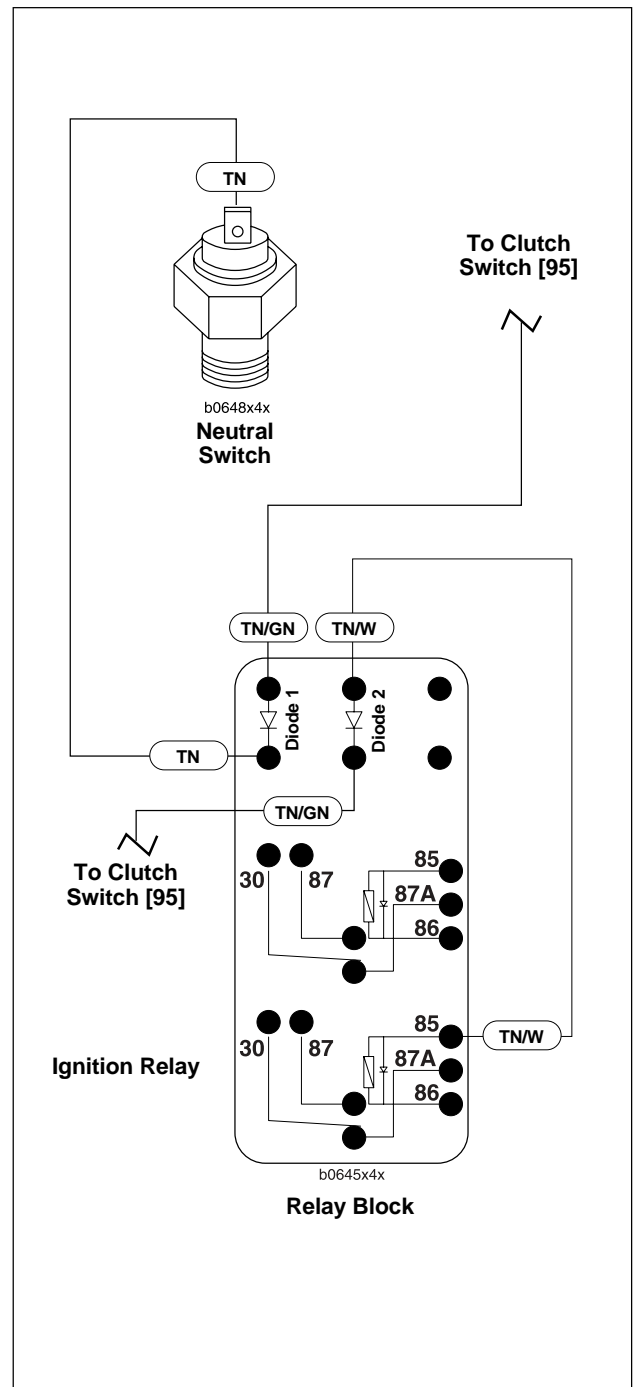 TN
To Clutch
Switch [95]
b0648x4x
Neutral
Switch
TN/GN
TN/W
Diode 1
Diode 2
TN
TN/GN
To Clutch
Switch [95]
30
87
85
87A
86
Ignition Relay
30
87
85
87A
86
TN/W
b0645x4x
Relay Block